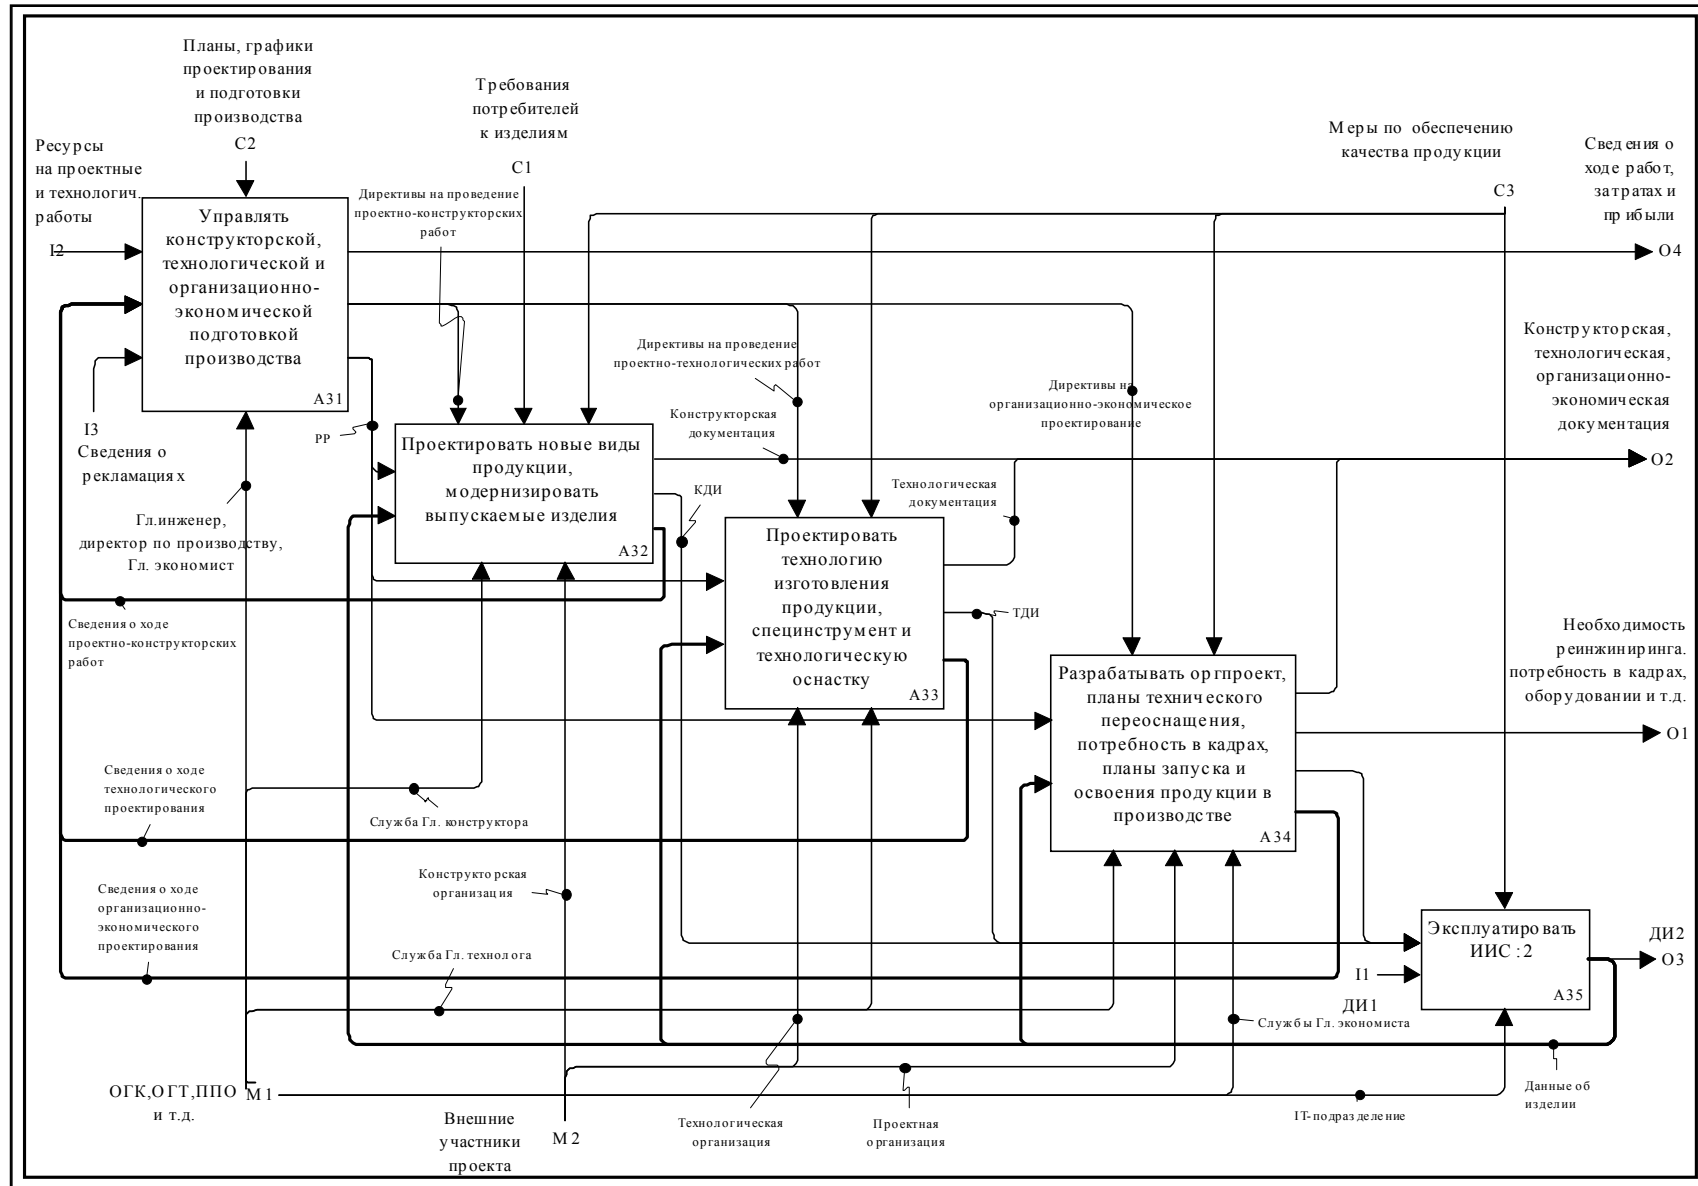 Планы, графики
проектирования
и подготовки
производства
C2
Требования
потребителей
к изделиям
C1
Меры по обеспечению
качества продукции
C3
Сведения о
ходе работ,
затратах и
прибыли
O4
Ресурсы
на проектные
и технологич.
работы
I2
Директивы на проведение
проектно-конструкторских
работ
Управлять
конструкторской,
технологической и
организационно-
экономической
подготовкой
производства
A31
I3
Сведения о
рекламациях
РР
Директивы на проведение
проектно-технологических работ
Директивы на
организационно-экономическое
проектирование
Конструкторская,
технологическая,
организационно-
экономическая
документация
O2
Конструкторская
документация
Проектировать новые виды
продукции,
модернизировать
выпускаемые изделия
A32
КДИ
Технологическая
документация
Гл.инженер,
директор по производству,
Гл. экономист
Проектировать
технологию
изготовления
продукции,
специнструмент и
технологическую
оснастку
A33
ТДИ
Сведения о ходе
проектно-конструкторских
работ
Необходимость
реинжиниринга.
потребность в кадрах,
оборудовании и т.д.
O1
Разрабатывать оргпроект,
планы технического
переоснащения,
потребность в кадрах,
планы запуска и
освоения продукции в
производстве
A34
Сведения о ходе
технологического
проектирования
Служба Гл. конструктора
Сведения о ходе
организационно-
экономического
проектирования
Конструкторская
организация
Служба Гл. технолога
Эксплуатировать
ИИС :2
A35
I1
ДИ1
ДИ2
O3
Службы Гл. экономиста
ОГК,ОГТ,ППО
и т.д.
M1
Внешние
участники
проекта
M2
Технологическая
организация
Проектная
организация
IT-подразделение
Данные об
изделии